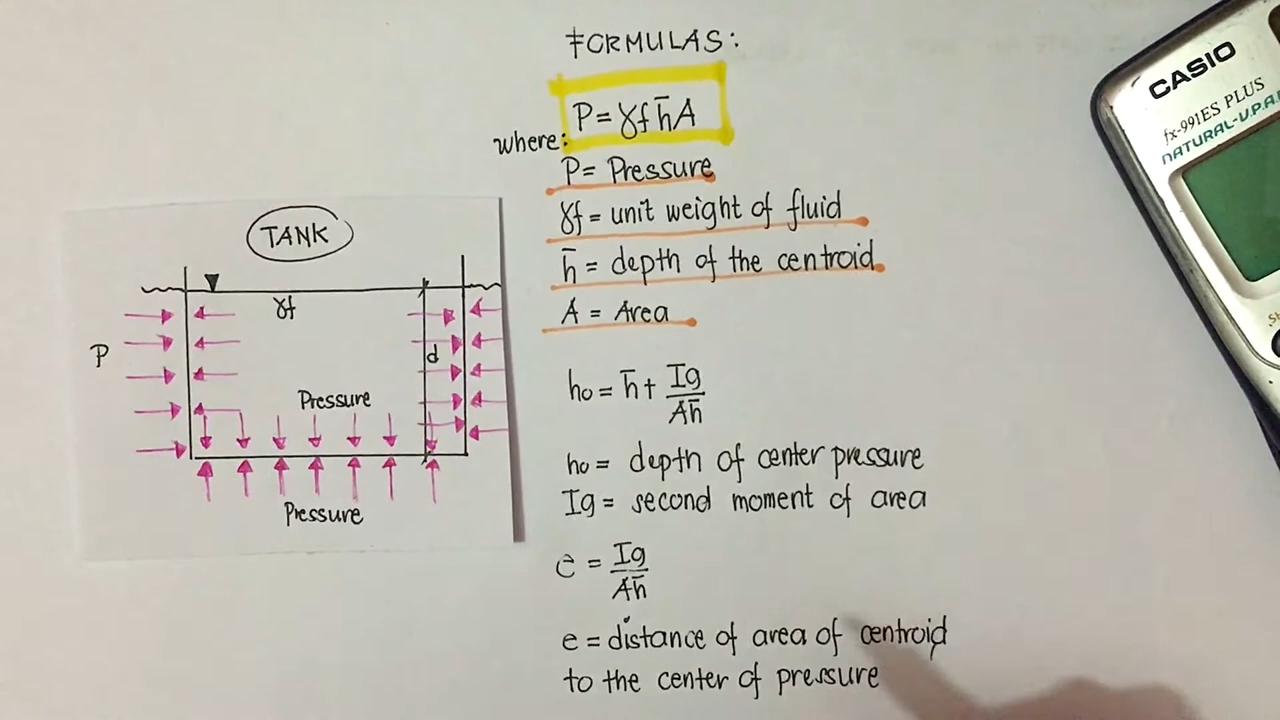 FORMULAS:
P = γf h̄ A
where:
P = Pressure
γf = unit weight of fluid
h̄ = depth of the centroid
A = Area
ho = h̄ + Ig/Ah̄
ho = depth of center pressure
Ig = second moment of area
e = Ig/Ah̄
e = distance of area of centroid
to the center of pressure
TANK
γf
P
d
Pressure
Pressure
CASIO
fx-991ES PLUS
NATURAL-V.P.A